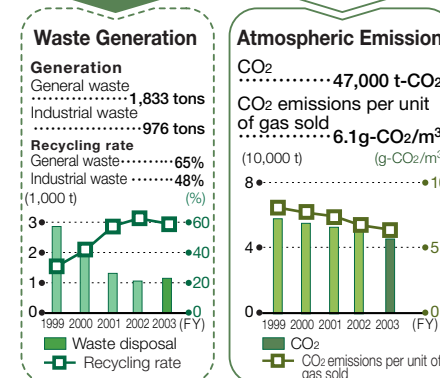 Waste Generation
Generation
General waste
1,833 tons
Industrial waste
976 tons
Recycling rate
General waste 65%
Industrial waste 48%
(1,000 t) (%)
3 60
2 40
1 20
0 0
1999 2000 2001 2002 2003 (FY)
Waste disposal
Recycling rate
Atmospheric Emission
CO2
47,000 t-CO2
CO2 emissions per unit
of gas sold
6.1g-CO2/m3
(10,000 t) (g-CO2/m3
8 10
4 5
0 0
1999 2000 2001 2002 2003 (FY)
CO2
CO2 emissions per unit of
gas sold